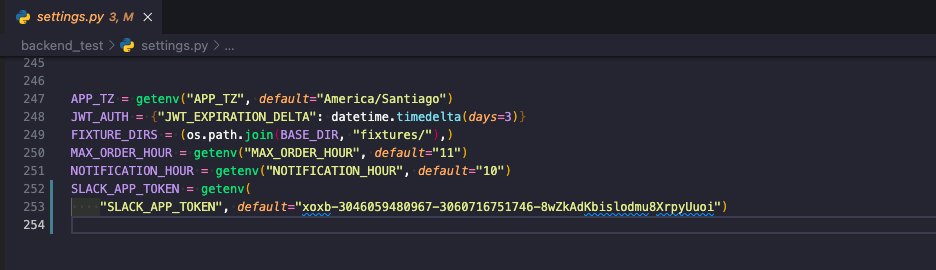 settings.py 3, M ×
backend_test > settings.py > ...
245
246
247 APP_TZ = getenv("APP_TZ", default="America/Santiago")
248 JWT_AUTH = {"JWT_EXPIRATION_DELTA": datetime.timedelta(days=3)}
249 FIXTURE_DIRS = (os.path.join(BASE_DIR, "fixtures/"),)
250 MAX_ORDER_HOUR = getenv("MAX_ORDER_HOUR", default="11")
251 NOTIFICATION_HOUR = getenv("NOTIFICATION_HOUR", default="10")
252 SLACK_APP_TOKEN = getenv(
253 "SLACK_APP_TOKEN", default="xoxb-3046059480967-3060716751746-8wZkAdKbislodmu8XrpyUuoi")
254